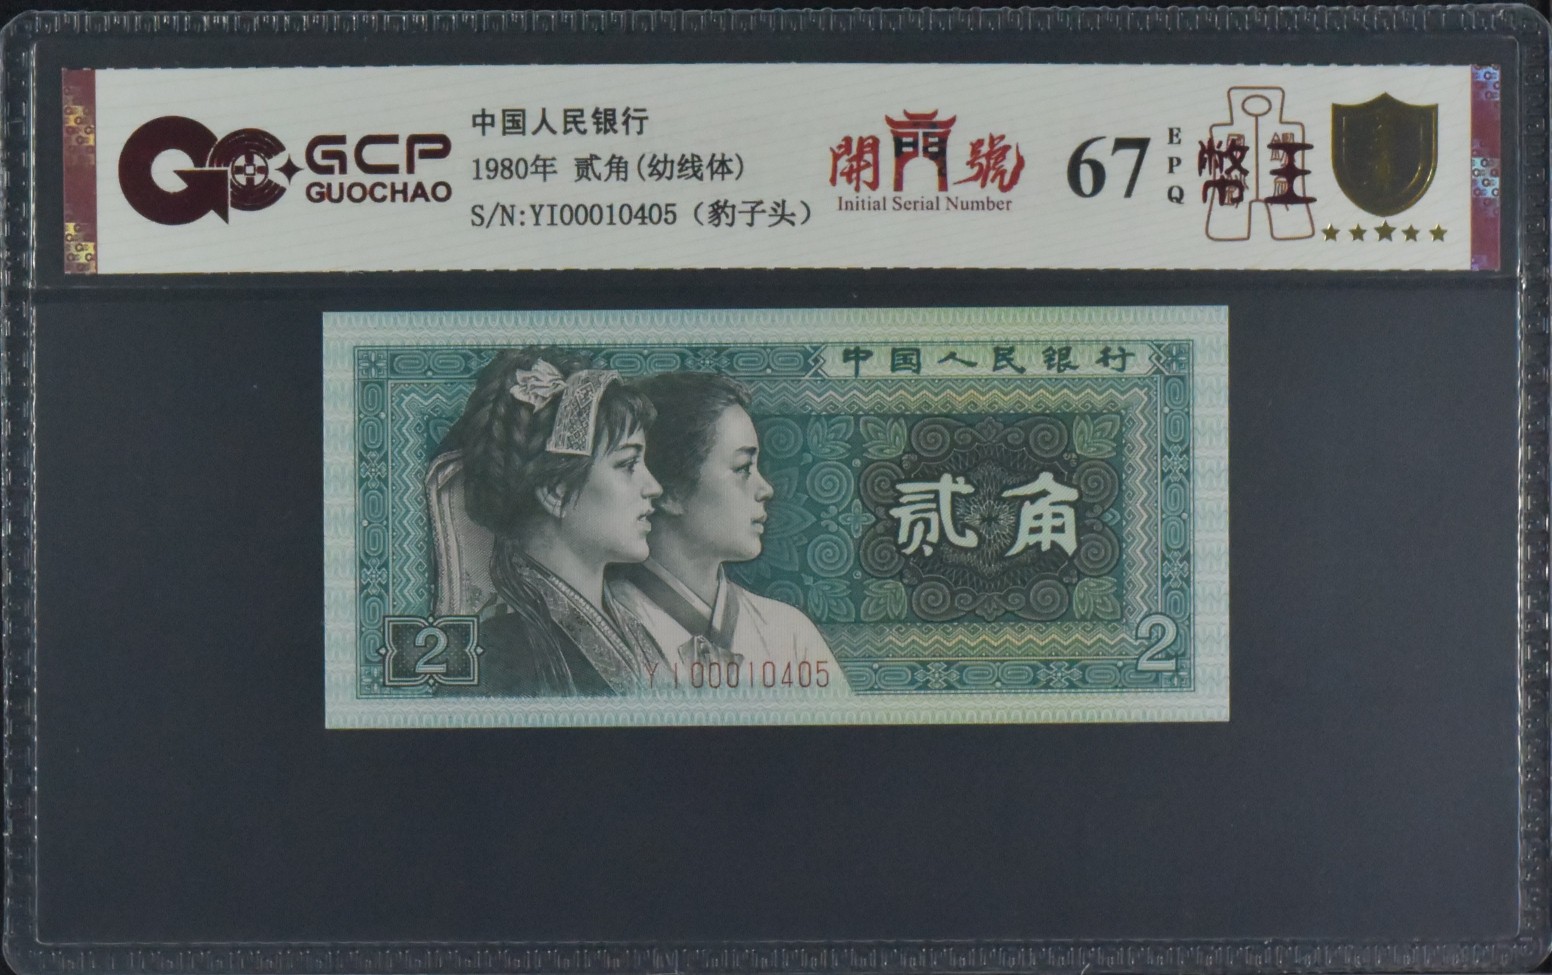 GCP
GUOCHAO
中国人民银行
1980年 贰角(幼线体)
S/N:YI00010405（豹子头）
開門號
Initial Serial Number
67
EPQ
中国人民银行
贰角
2
2
YI00010405